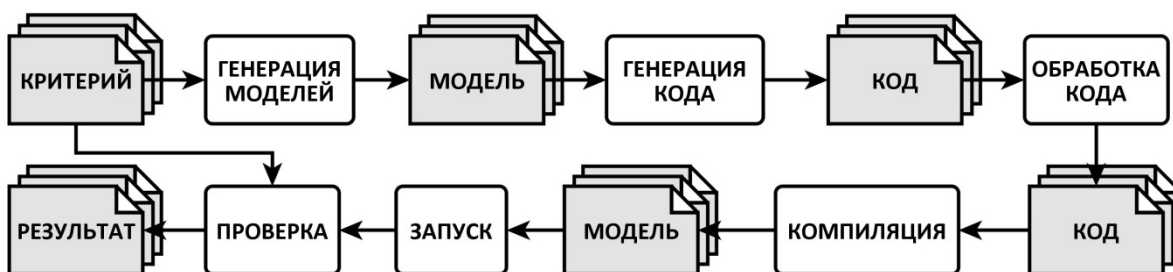 КРИТЕРИЙ
ГЕНЕРАЦИЯ
МОДЕЛЕЙ
МОДЕЛЬ
ГЕНЕРАЦИЯ
КОДА
КОД
ОБРАБОТКА
КОДА
РЕЗУЛЬТАТ
ПРОВЕРКА
ЗАПУСК
МОДЕЛЬ
КОМПИЛЯЦИЯ
КОД